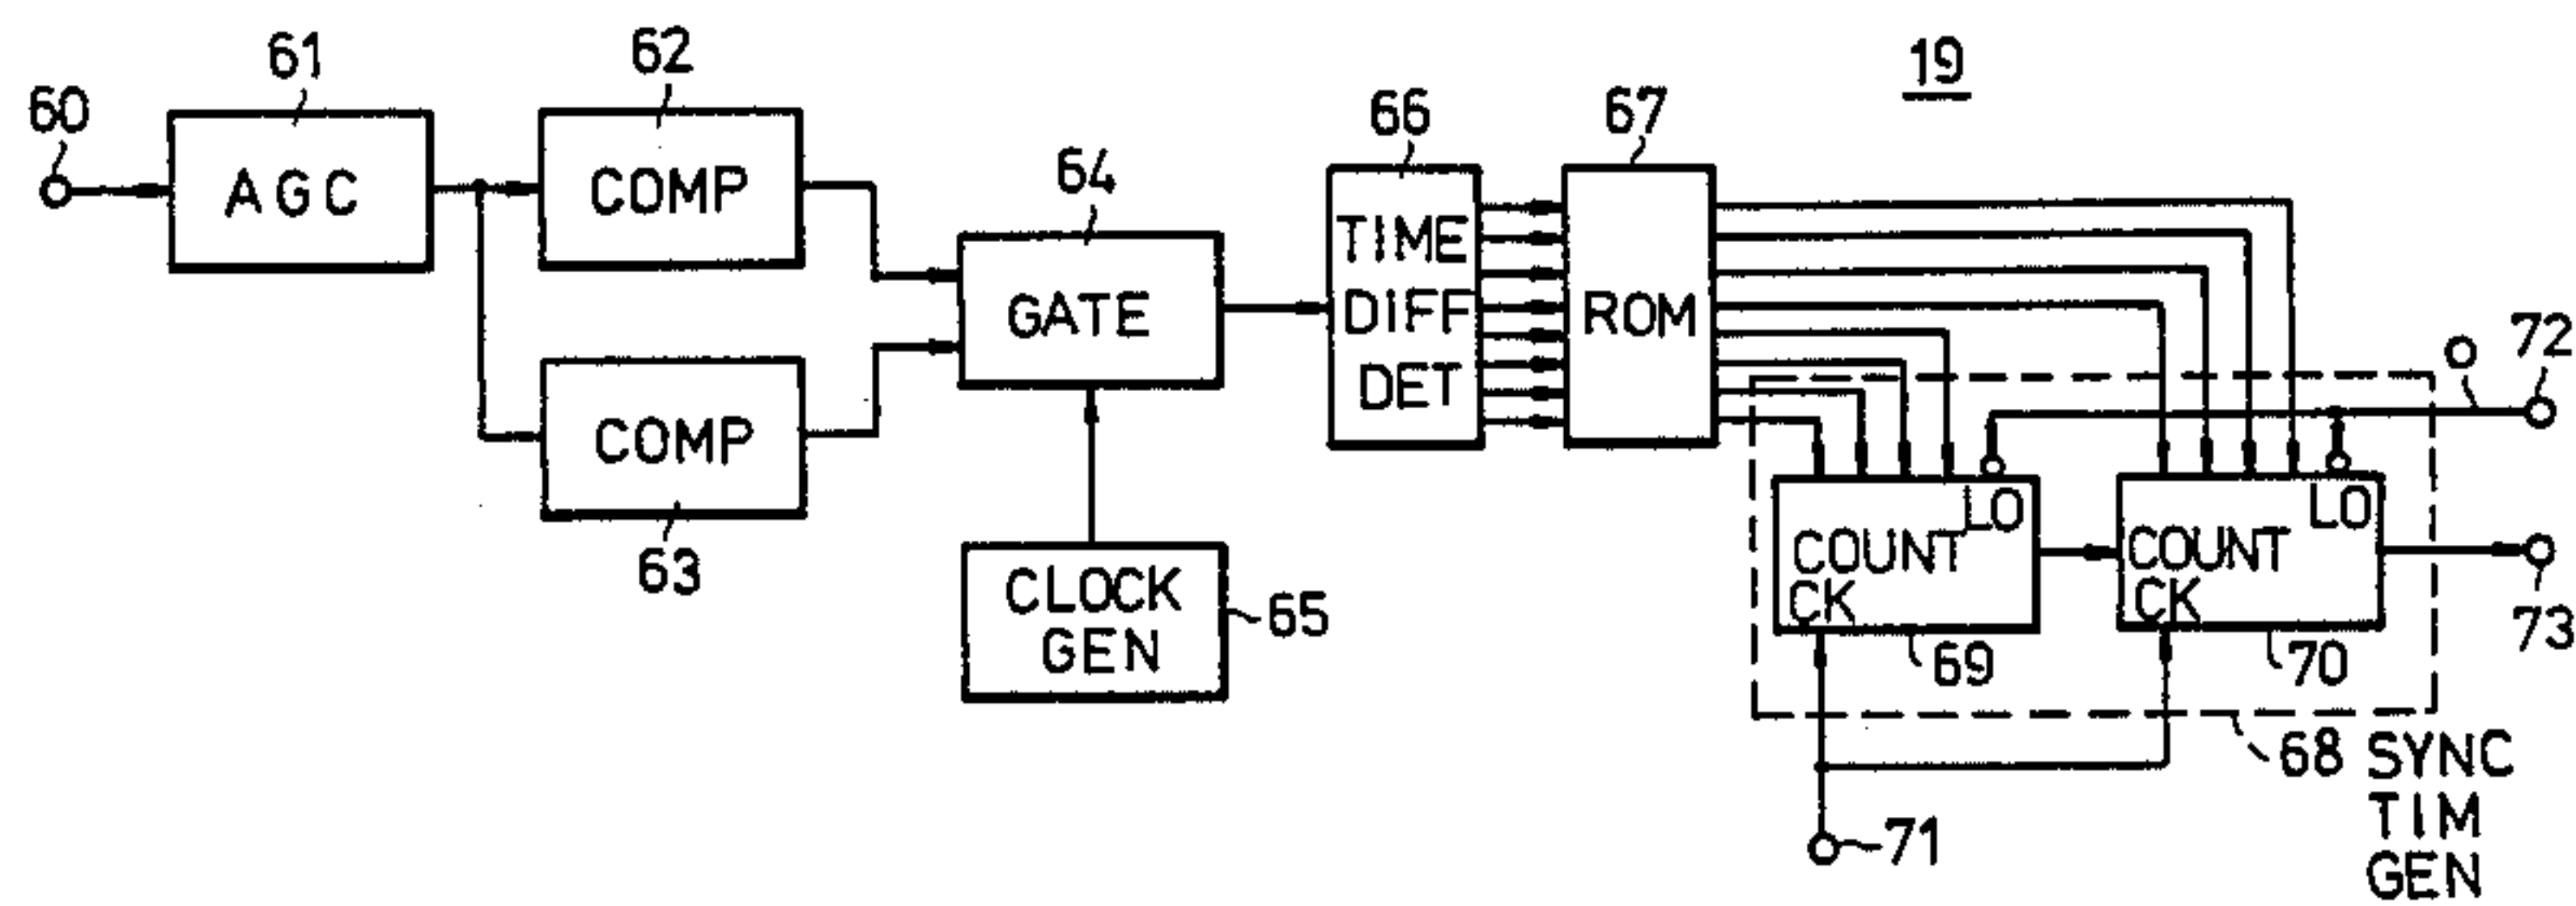 19
60
61
AGC
62
COMP
63
COMP
64
GATE
65
CLOCK
GEN
66
TIME
DIFF
DET
67
ROM
O
72
LO
COUNT
CK
69
LO
COUNT
CK
70
73
71
68 SYNC
TIM
GEN